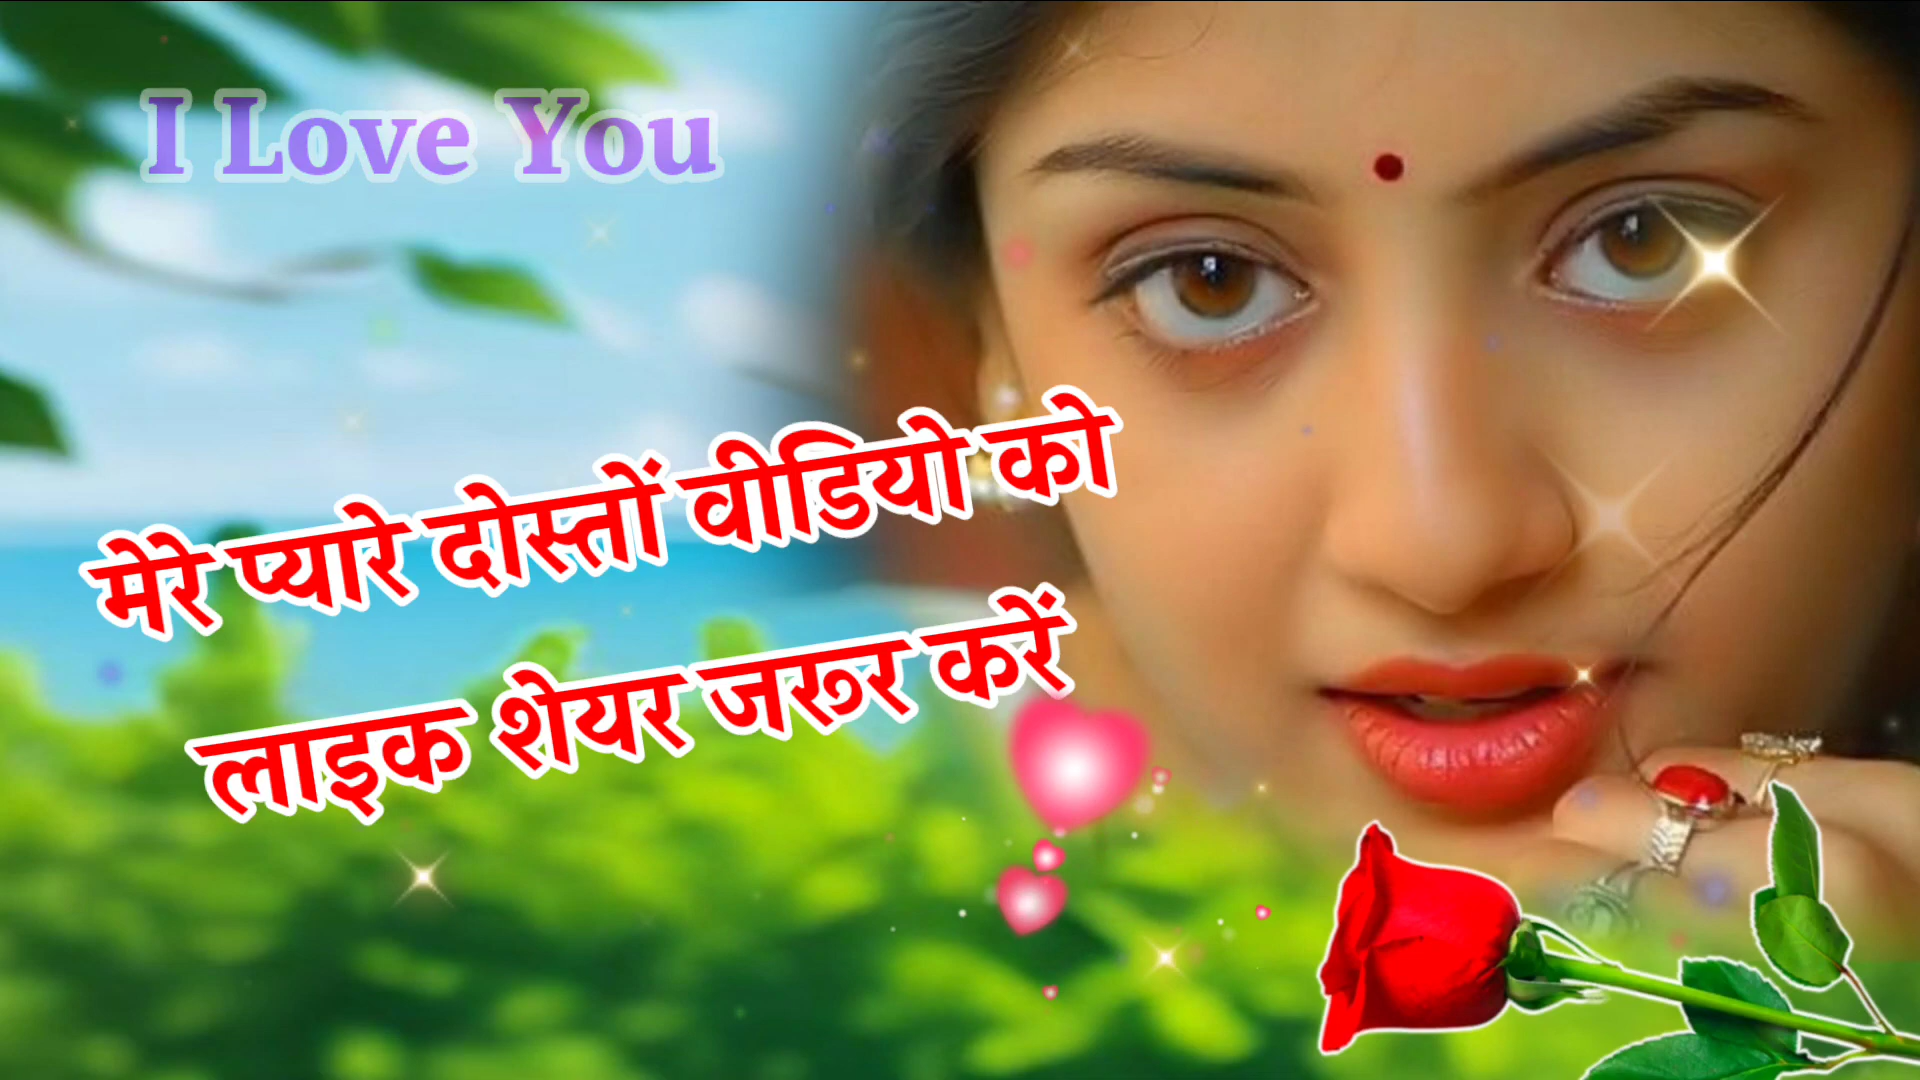 I Love You
मेरे प्यारे दोस्तों वीडियो को
लाइक शेयर जरूर करें